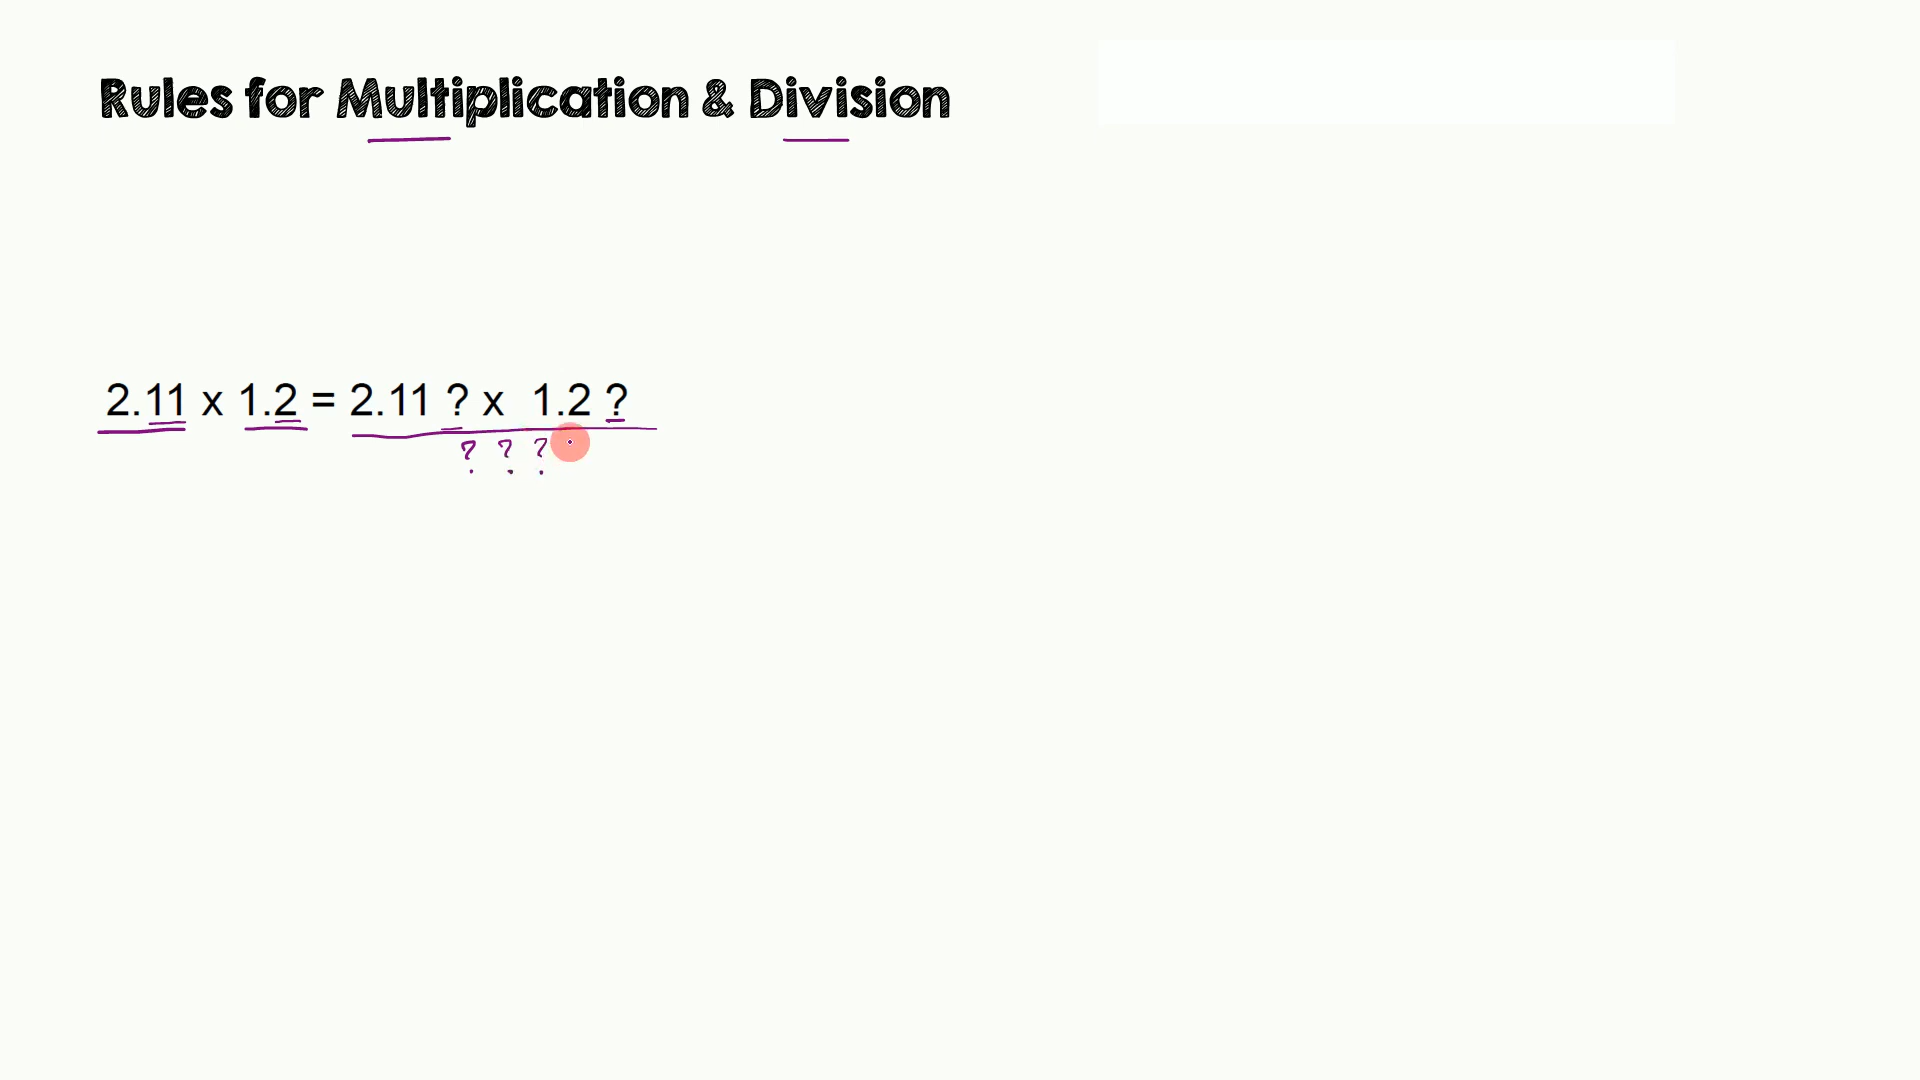 Rules for Multiplication & Division
2.11 x 1.2 = 2.11 ? x 1.2 ?
? ? ?